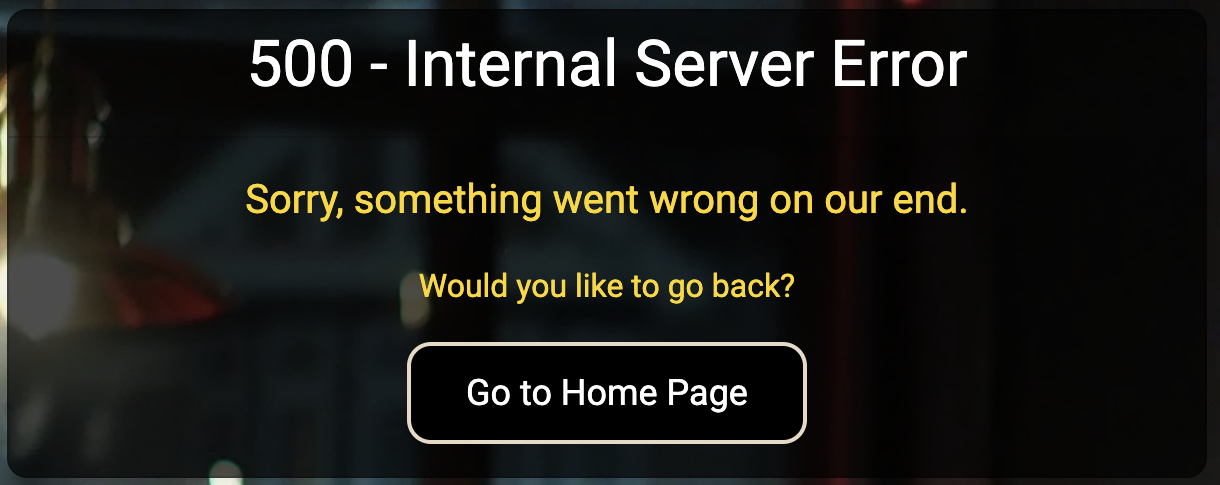 500 - Internal Server Error
Sorry, something went wrong on our end.
Would you like to go back?
Go to Home Page